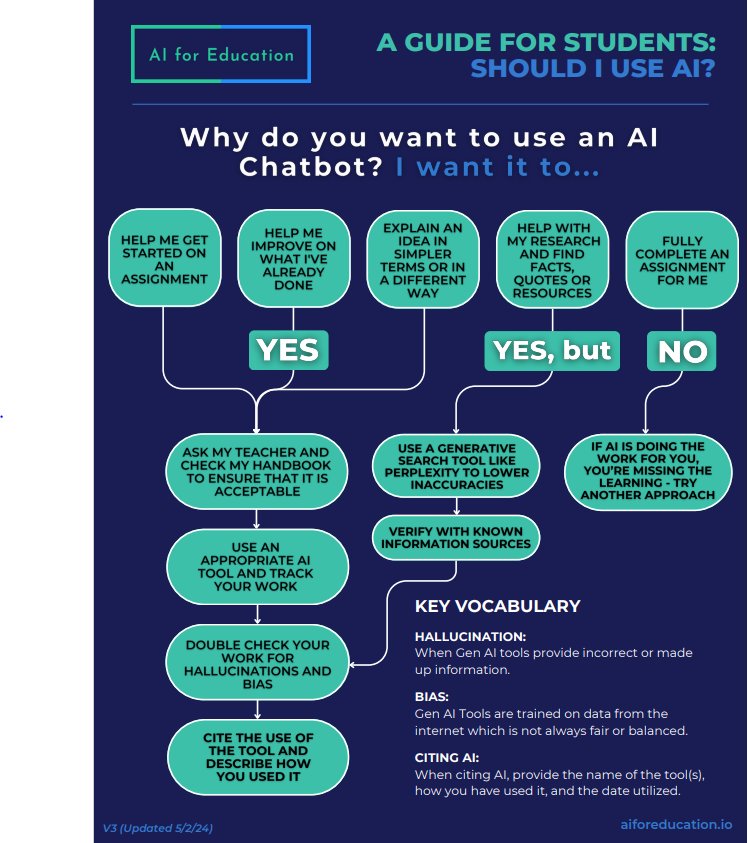 AI for Education
A GUIDE FOR STUDENTS:
SHOULD I USE AI?
Why do you want to use an AI
Chatbot? I want it to...
HELP ME GET
STARTED ON
AN
ASSIGNMENT
HELP ME
IMPROVE ON
WHAT I'VE
ALREADY
DONE
EXPLAIN AN
IDEA IN
SIMPLER
TERMS OR IN
A DIFFERENT
WAY
HELP WITH
MY RESEARCH
AND FIND
FACTS,
QUOTES OR
RESOURCES
FULLY
COMPLETE AN
ASSIGNMENT
FOR ME
YES
YES, but
NO
ASK MY TEACHER AND
CHECK MY HANDBOOK
TO ENSURE THAT IT IS
ACCEPTABLE
USE A GENERATIVE
SEARCH TOOL LIKE
PERPLEXITY TO LOWER
INACCURACIES
IF AI IS DOING THE
WORK FOR YOU,
YOU'RE MISSING THE
LEARNING - TRY
ANOTHER APPROACH
USE AN
APPROPRIATE AI
TOOL AND TRACK
YOUR WORK
VERIFY WITH KNOWN
INFORMATION SOURCES
DOUBLE CHECK YOUR
WORK FOR
HALLUCINATIONS AND
BIAS
CITE THE USE OF
THE TOOL AND
DESCRIBE HOW
YOU USED IT
KEY VOCABULARY
HALLUCINATION:
When Gen AI tools provide incorrect or made
up information.
BIAS:
Gen AI Tools are trained on data from the
internet which is not always fair or balanced.
CITING AI:
When citing AI, provide the name of the tool(s),
how you have used it, and the date utilized.
V3 (Updated 5/2/24)
aiforeducation.io